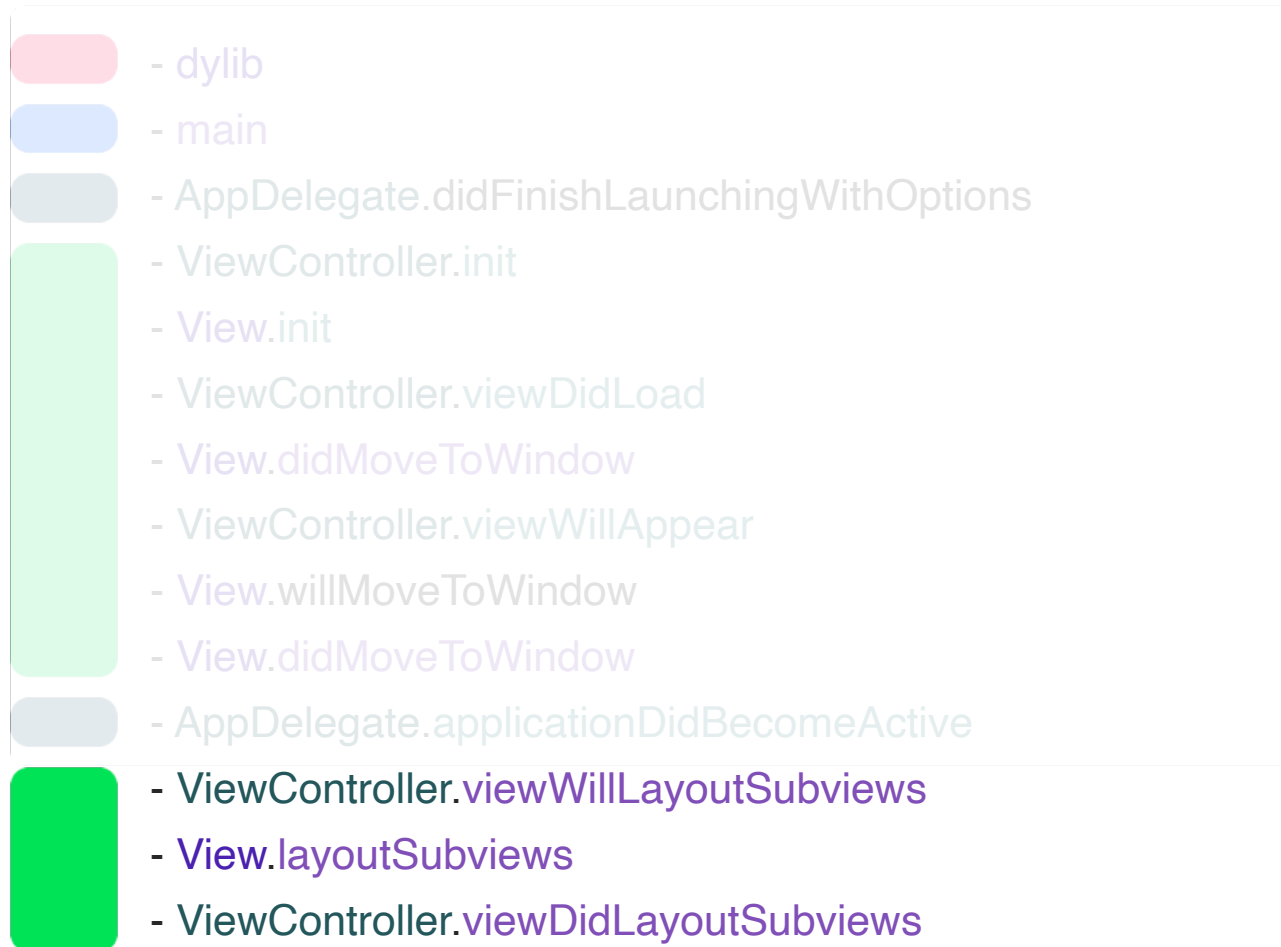 - dylib
- main
- AppDelegate.didFinishLaunchingWithOptions
- ViewController.init
- View.init
- ViewController.viewDidLoad
- View.didMoveToWindow
- ViewController.viewWillAppear
- View.willMoveToWindow
- View.didMoveToWindow
- AppDelegate.applicationDidBecomeActive
- ViewController.viewWillLayoutSubviews
- View.layoutSubviews
- ViewController.viewDidLayoutSubviews